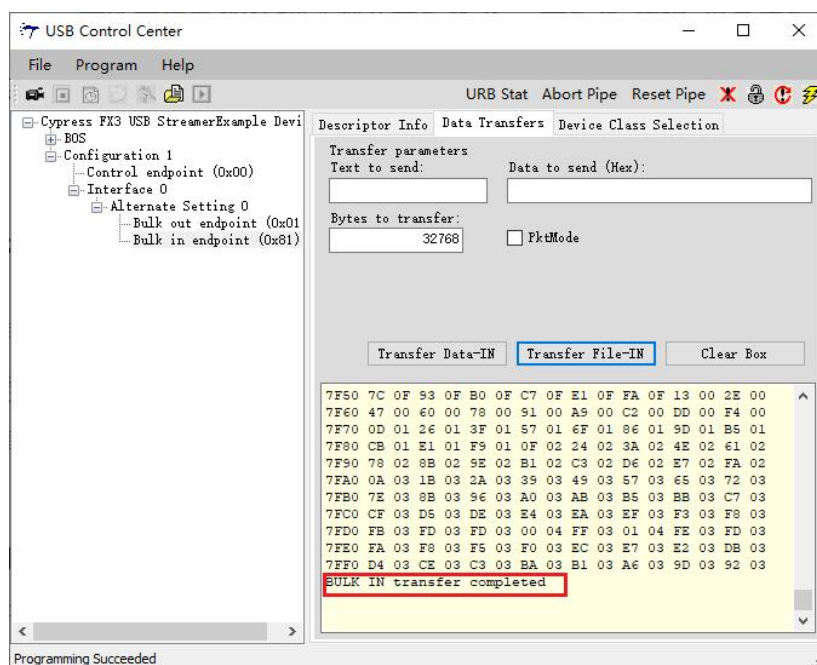 USB Control Center
File Program Help
URB Stat Abort Pipe Reset Pipe
Cypress FX3 USB StreamerExample Devi
BOS
Configuration 1
Control endpoint (0x00)
Interface 0
Alternate Setting 0
Bulk out endpoint (0x01
Bulk in endpoint (0x81)
Descriptor Info Data Transfers Device Class Selection
Transfer parameters
Text to send: Data to send (Hex):
Bytes to transfer:
32768 PktMode
Transfer Data-IN Transfer File-IN Clear Box
7F50 7C 0F 93 0F B0 0F C7 0F E1 0F FA 0F 13 00 2E 00
7F60 47 00 60 00 78 00 91 00 A9 00 C2 00 DD 00 F4 00
7F70 0D 01 26 01 3F 01 57 01 6F 01 86 01 9D 01 B5 01
7F80 CB 01 E1 01 F9 01 0F 02 24 02 3A 02 4E 02 61 02
7F90 78 02 8B 02 9E 02 B1 02 C3 02 D6 02 E7 02 FA 02
7FA0 0A 03 1B 03 2A 03 39 03 49 03 57 03 65 03 72 03
7FB0 7E 03 8B 03 96 03 A0 03 AB 03 B5 03 BB 03 C7 03
7FC0 CF 03 D5 03 DE 03 E4 03 EA 03 EF 03 F3 03 F8 03
7FD0 FB 03 FD 03 FD 03 00 04 FF 03 01 04 FE 03 FD 03
7FE0 FA 03 F8 03 F5 03 F0 03 EC 03 E7 03 E2 03 DB 03
7FF0 D4 03 CE 03 C3 03 BA 03 B1 03 A6 03 9D 03 92 03
BULK IN transfer completed
Programming Succeeded